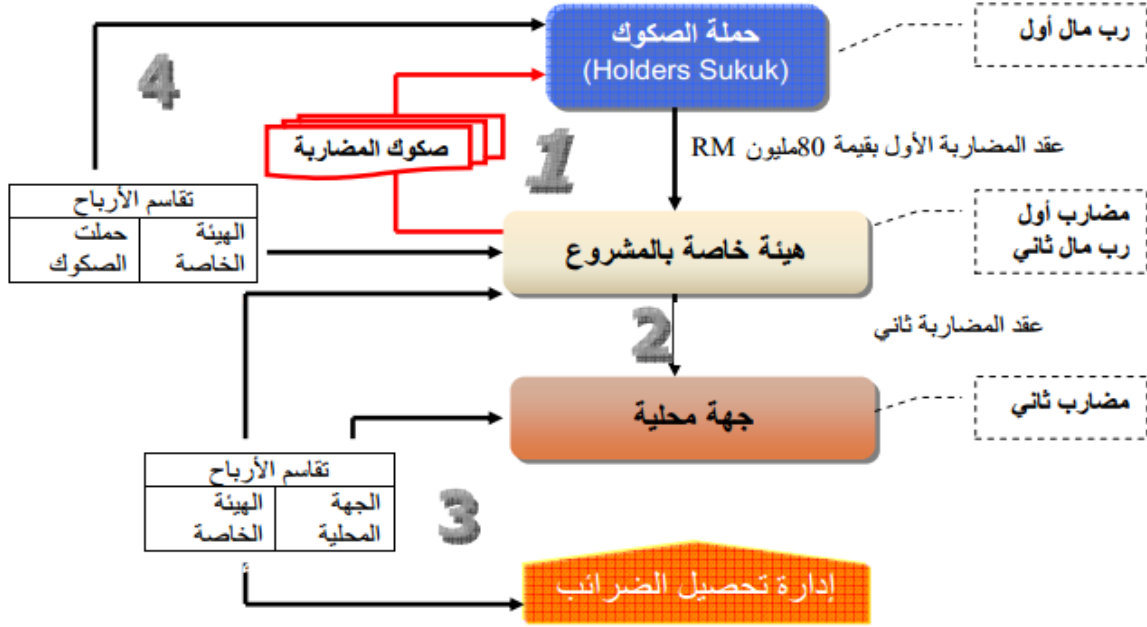 حملة الصكوك
(Holders Sukuk)
رب مال أول
4
صكوك المضاربة
1
عقد المضاربة الأول بقيمة 80مليون RM
تقاسم الأرباح
الهيئة حملت
الخاصة الصكوك
هيئة خاصة بالمشروع
مضارب أول
رب مال ثاني
2
عقد المضاربة ثاني
جهة محلية
مضارب ثاني
تقاسم الأرباح
الجهة الهيئة
المحلية الخاصة
3
إدارة تحصيل الضرائب